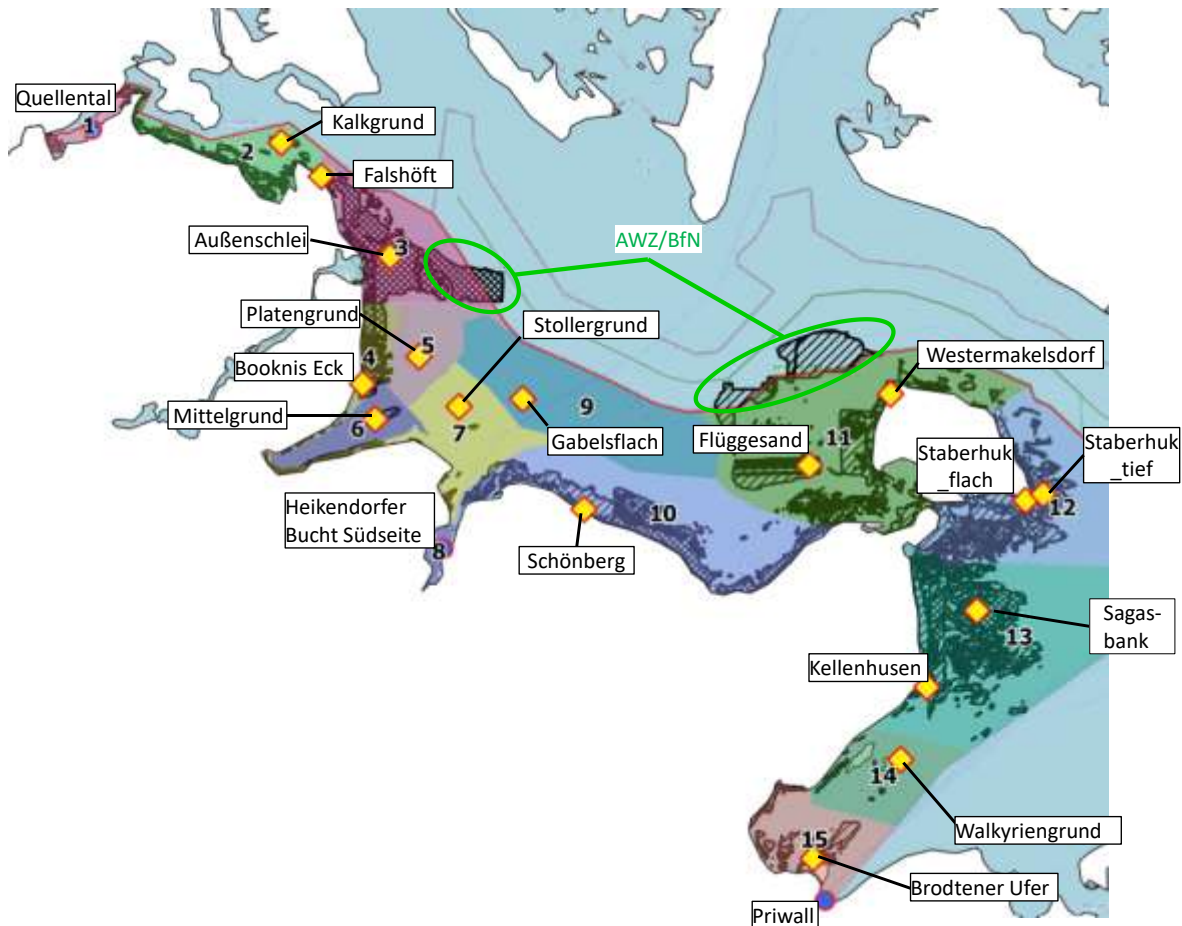 Quellental
1
Kalkgrund
2
Falshöft
Außenschlei
3
AWZ/BfN
Platengrund
Stollergrund
5
4
Westermakelsdorf
Booknis Eck
9
Mittelgrund
6
7
Gabelsflach
Flüggesand
11
Staberhuk
_flach
Staberhuk
_tief
12
Heikendorfer
Bucht Südseite
8
10
Schönberg
Sagas-
bank
13
Kellenhusen
14
Walkyriengrund
15
Brodtener Ufer
Priwall